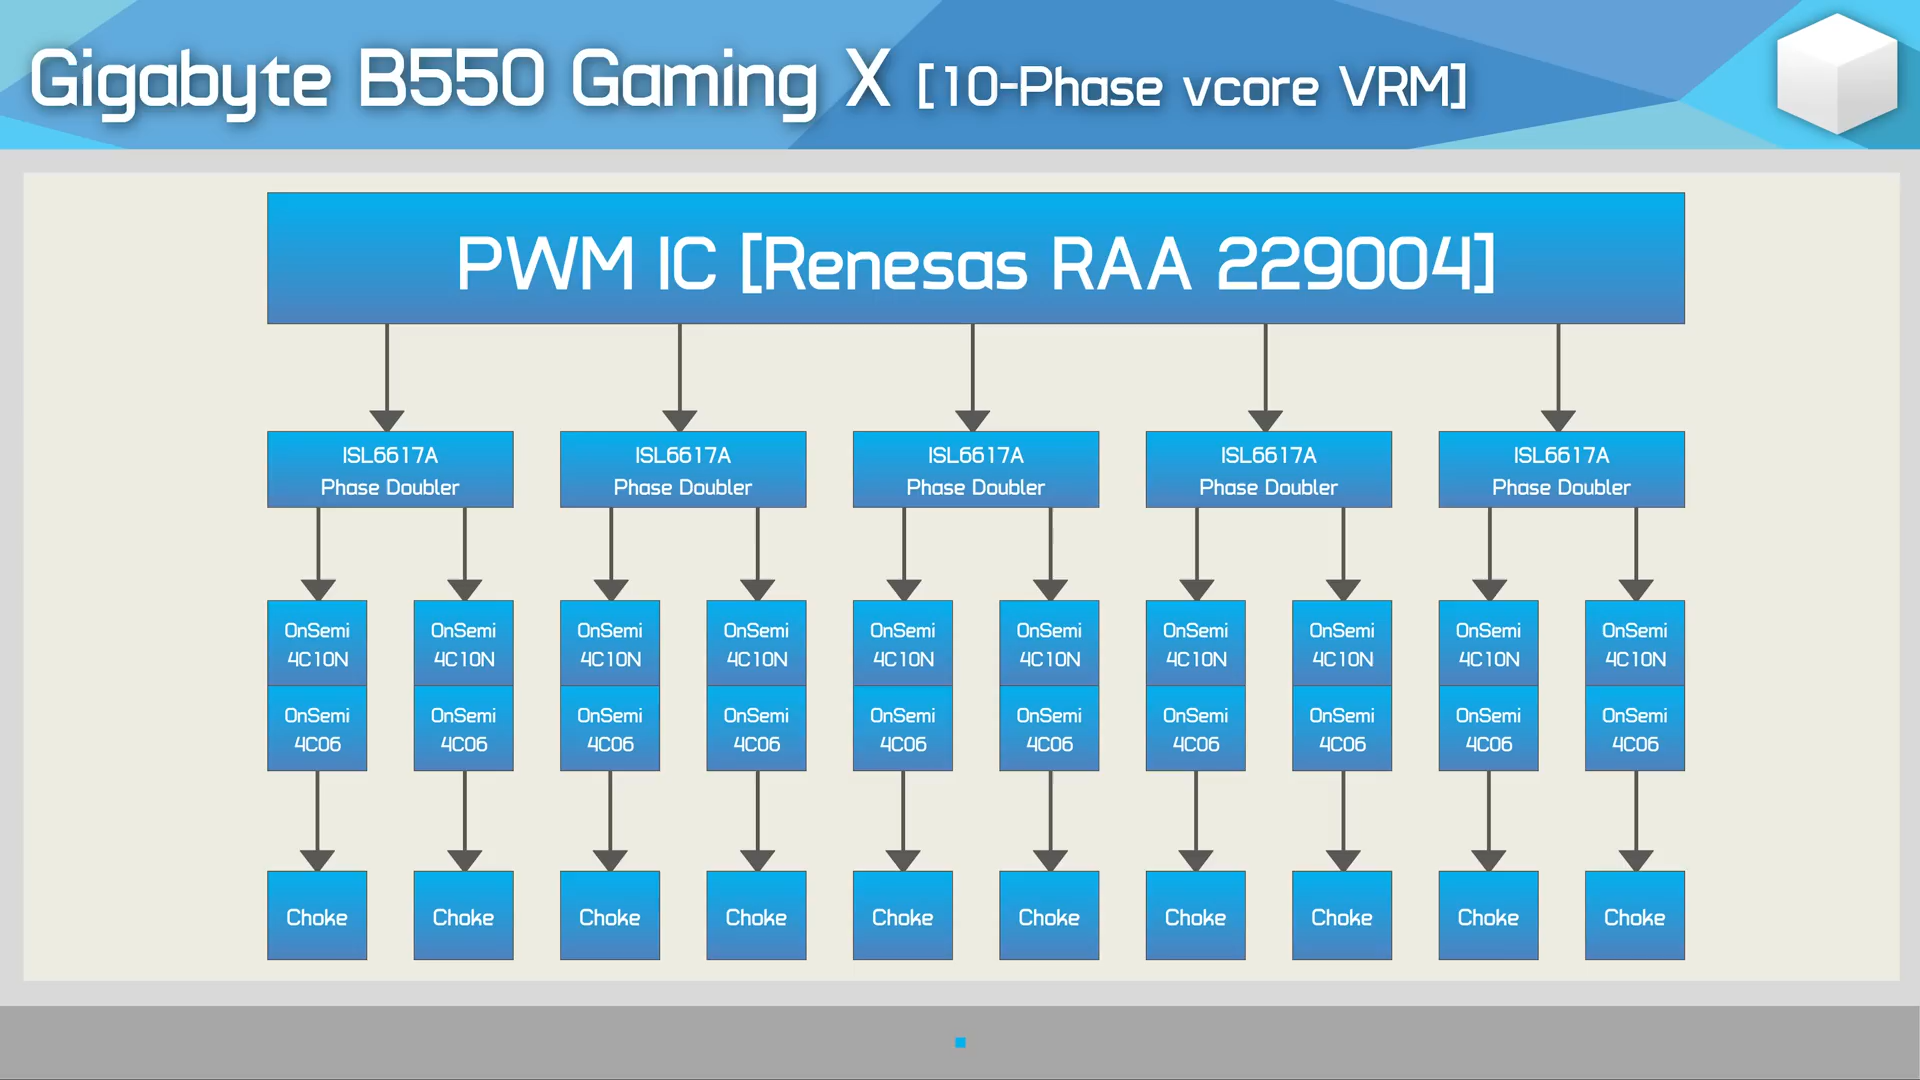 Gigabyte B550 Gaming X [10-Phase vcore VRM]
PWM IC [Renesas RAA 229004]
ISL6617A
Phase Doubler
ISL6617A
Phase Doubler
ISL6617A
Phase Doubler
ISL6617A
Phase Doubler
ISL6617A
Phase Doubler
OnSemi
4C10N
OnSemi
4C10N
OnSemi
4C10N
OnSemi
4C10N
OnSemi
4C10N
OnSemi
4C10N
OnSemi
4C10N
OnSemi
4C10N
OnSemi
4C10N
OnSemi
4C10N
OnSemi
4C06
OnSemi
4C06
OnSemi
4C06
OnSemi
4C06
OnSemi
4C06
OnSemi
4C06
OnSemi
4C06
OnSemi
4C06
OnSemi
4C06
OnSemi
4C06
Choke
Choke
Choke
Choke
Choke
Choke
Choke
Choke
Choke
Choke